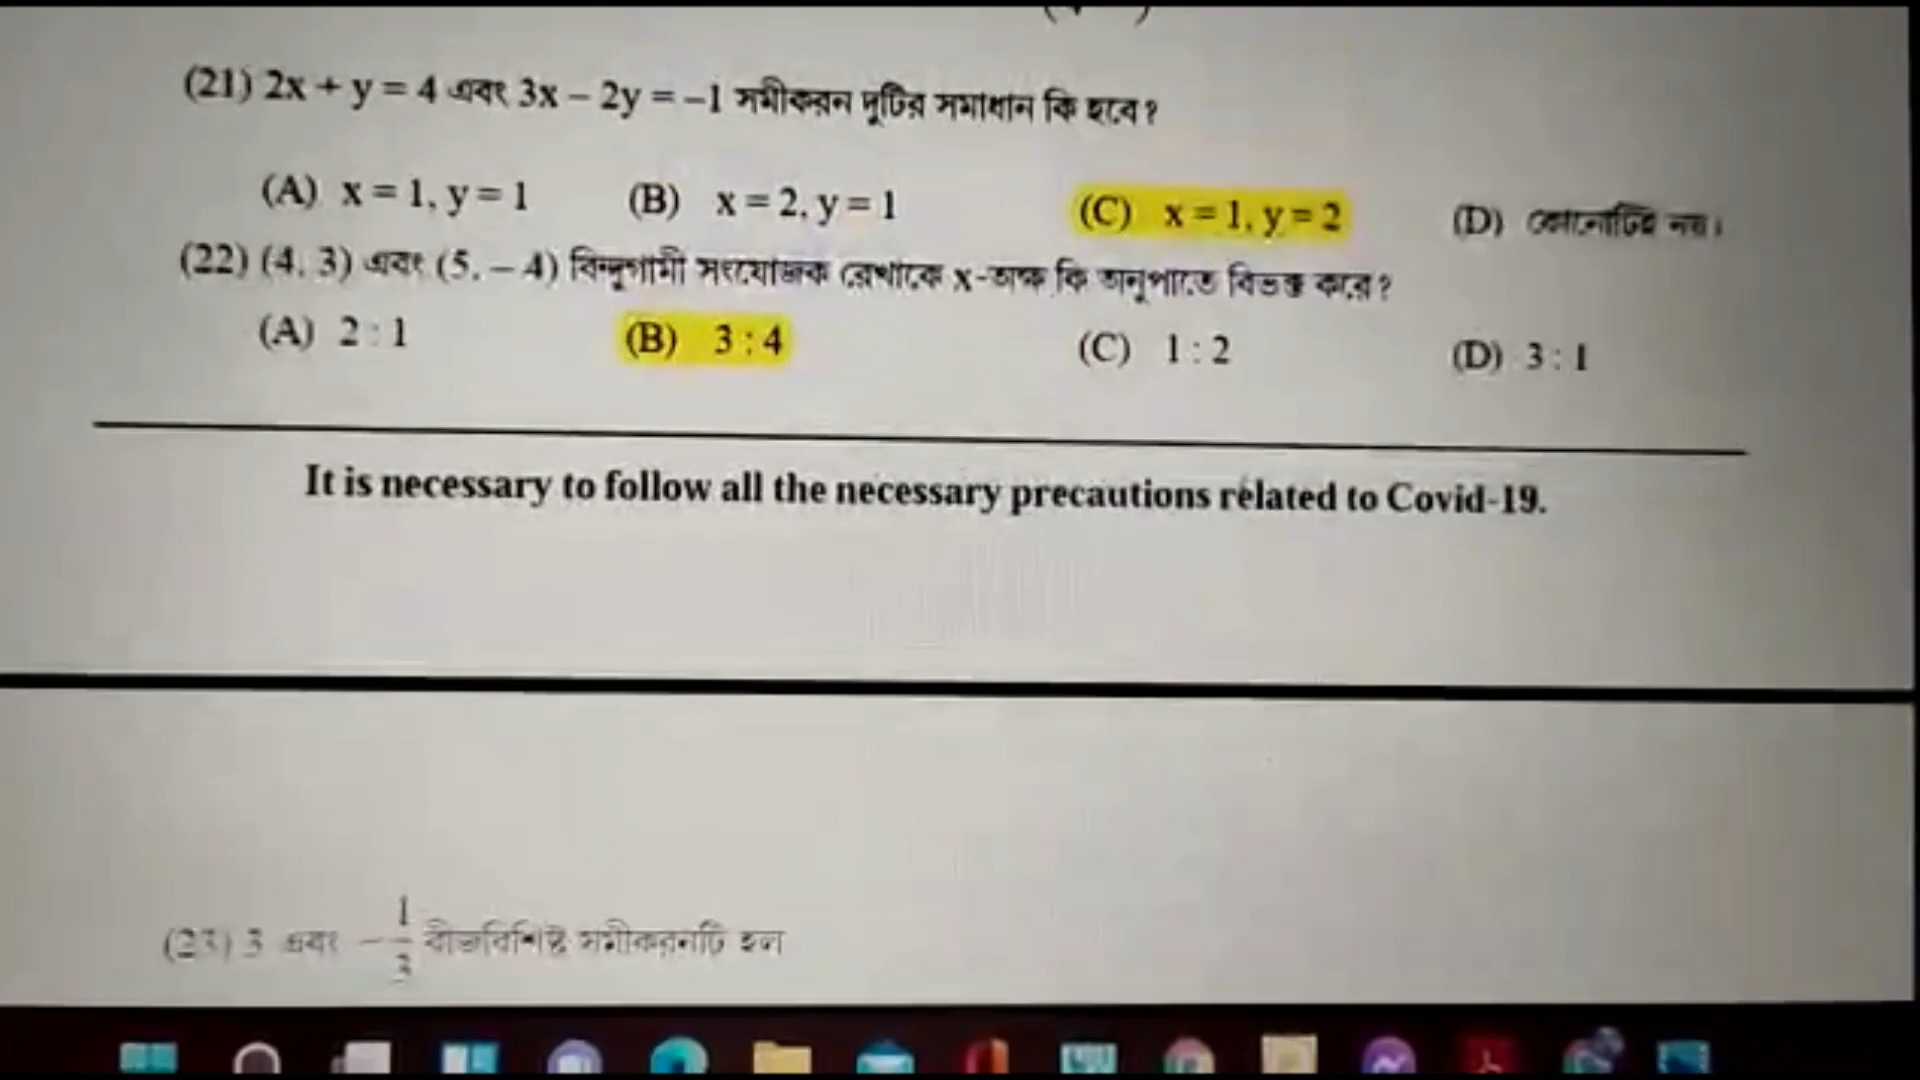 (21) 2x + y = 4 এবং 3x – 2y = –1 সমীকরন দুটির সমাধান কি হবে?
(A) x = 1, y = 1 (B) x = 2, y = 1 (C) x = 1, y = 2 (D) কোনোটিই নয়।
(22) (4, 3) এবং (5, – 4) বিন্দুগামী সংযোজক রেখাকে x-অক্ষ কি অনুপাতে বিভক্ত করে?
(A) 2 : 1 (B) 3 : 4 (C) 1 : 2 (D) 3 : 1
It is necessary to follow all the necessary precautions related to Covid-19.
(23) 3 এবং –1/3 বীজবিশিষ্ট সমীকরনটি হল